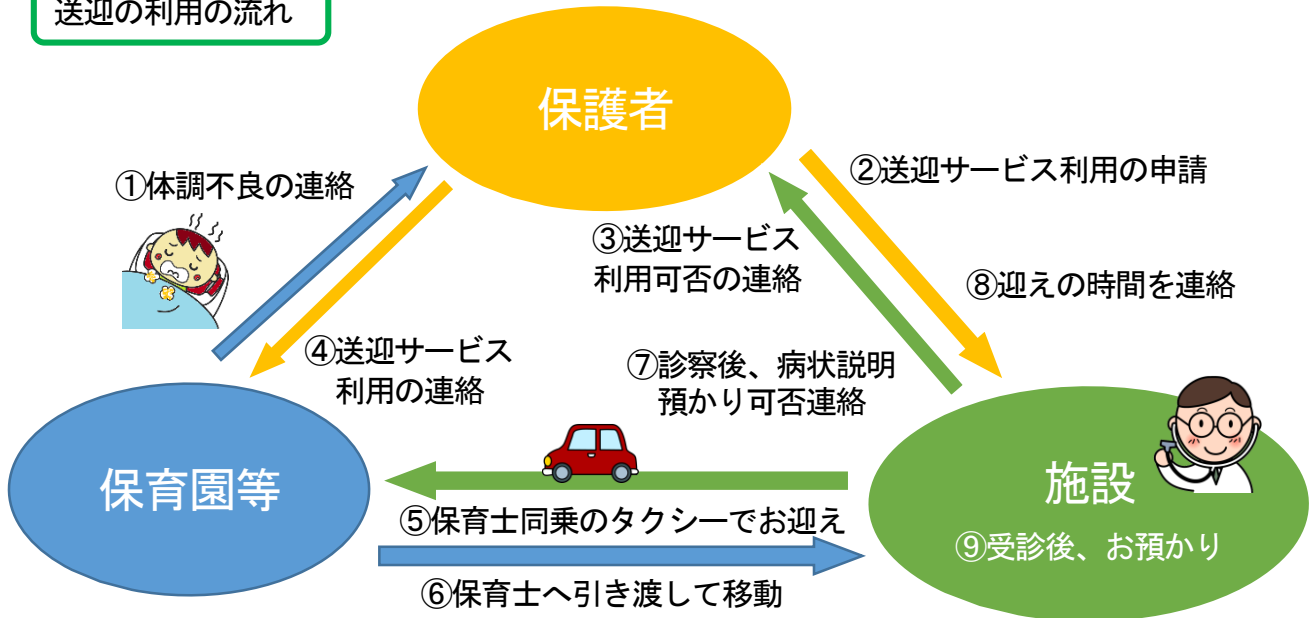 送迎の利用の流れ
保護者
①体調不良の連絡
②送迎サービス利用の申請
③送迎サービス
利用可否の連絡
⑧迎えの時間を連絡
④送迎サービス
利用の連絡
⑦診察後、病状説明
預かり可否連絡
保育園等
施設
⑤保育士同乗のタクシーでお迎え
⑨受診後、お預かり
⑥保育士へ引き渡して移動